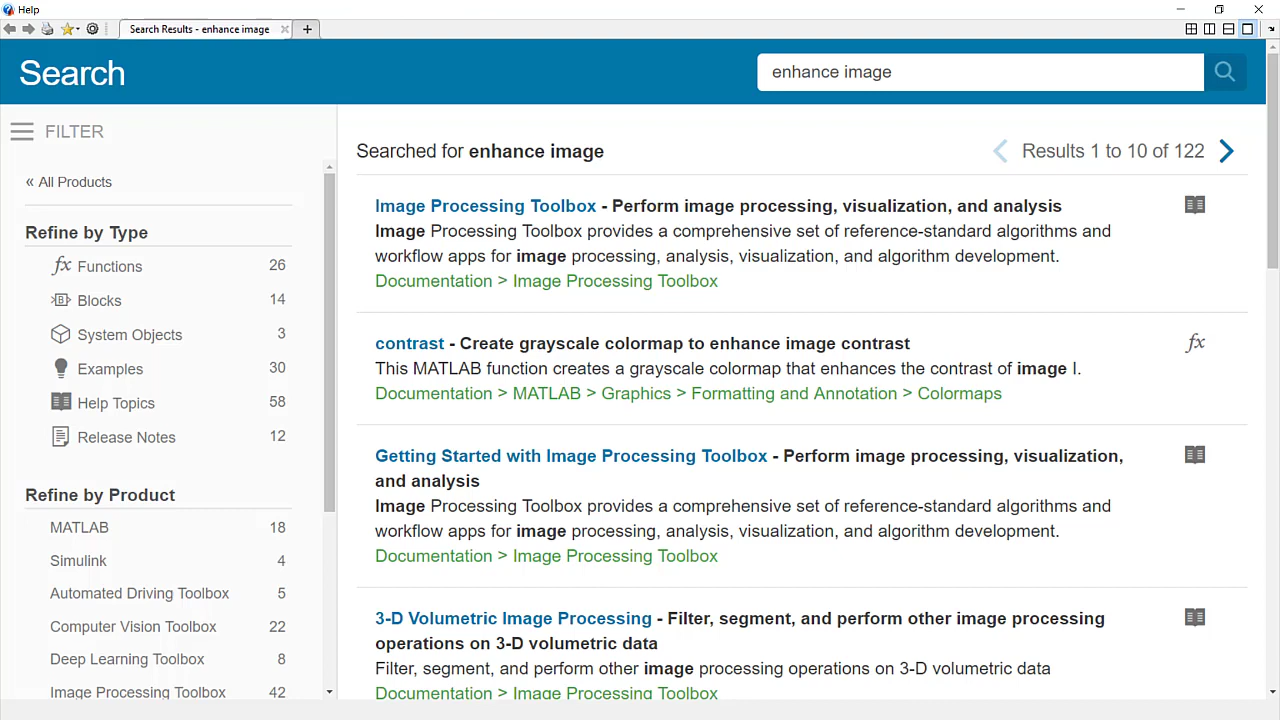 Help
Search Results - enhance image
Search
enhance image
FILTER
« All Products
Refine by Type
fx Functions 26
Blocks 14
System Objects 3
Examples 30
Help Topics 58
Release Notes 12
Refine by Product
MATLAB 18
Simulink 4
Automated Driving Toolbox 5
Computer Vision Toolbox 22
Deep Learning Toolbox 8
Image Processing Toolbox 42
Searched for enhance image
Results 1 to 10 of 122
Image Processing Toolbox - Perform image processing, visualization, and analysis
Image Processing Toolbox provides a comprehensive set of reference-standard algorithms and
workflow apps for image processing, analysis, visualization, and algorithm development.
Documentation > Image Processing Toolbox
contrast - Create grayscale colormap to enhance image contrast
fx
This MATLAB function creates a grayscale colormap that enhances the contrast of image I.
Documentation > MATLAB > Graphics > Formatting and Annotation > Colormaps
Getting Started with Image Processing Toolbox - Perform image processing, visualization,
and analysis
Image Processing Toolbox provides a comprehensive set of reference-standard algorithms and
workflow apps for image processing, analysis, visualization, and algorithm development.
Documentation > Image Processing Toolbox
3-D Volumetric Image Processing - Filter, segment, and perform other image processing
operations on 3-D volumetric data
Filter, segment, and perform other image processing operations on 3-D volumetric data
Documentation > Image Processing Toolbox